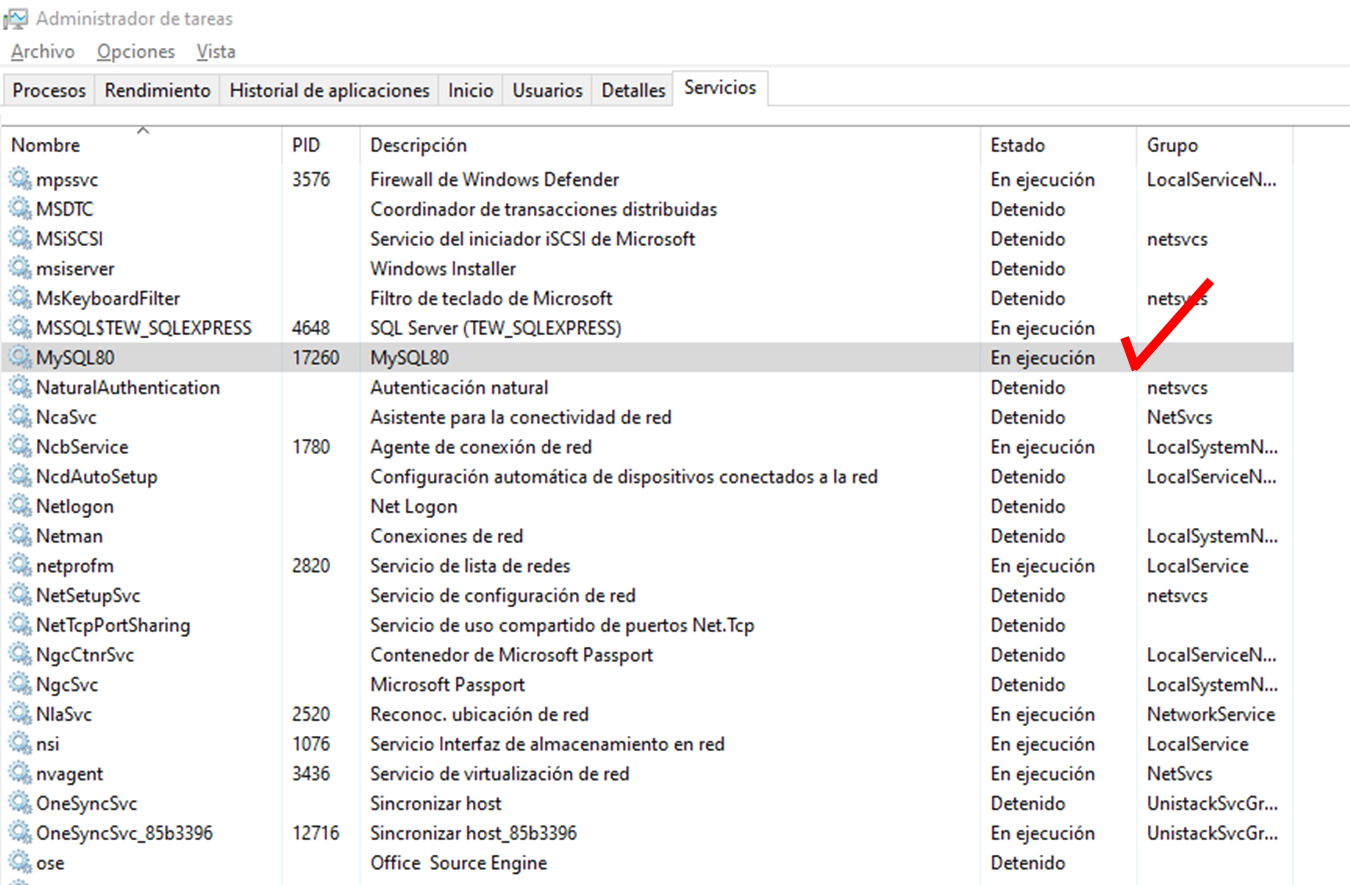 Administrador de tareas
Archivo Opciones Vista
Procesos Rendimiento Historial de aplicaciones Inicio Usuarios Detalles Servicios
Nombre PID Descripción Estado Grupo
mpssvc 3576 Firewall de Windows Defender En ejecución LocalServiceN...
MSDTC Coordinador de transacciones distribuidas Detenido
MSiSCSI Servicio del iniciador iSCSI de Microsoft Detenido netsvcs
msiserver Windows Installer Detenido
MsKeyboardFilter Filtro de teclado de Microsoft Detenido netsvcs
MSSQL$TEW_SQLEXPRESS 4648 SQL Server (TEW_SQLEXPRESS) En ejecución
MySQL80 17260 MySQL80 En ejecución
NaturalAuthentication Autenticación natural Detenido netsvcs
NcaSvc Asistente para la conectividad de red Detenido NetSvcs
NcbService 1780 Agente de conexión de red En ejecución LocalSystemN...
NcdAutoSetup Configuración automática de dispositivos conectados a la red Detenido LocalServiceN...
Netlogon Net Logon Detenido
Netman Conexiones de red Detenido LocalSystemN...
netprofm 2820 Servicio de lista de redes En ejecución LocalService
NetSetupSvc Servicio de configuración de red Detenido netsvcs
NetTcpPortSharing Servicio de uso compartido de puertos Net.Tcp Detenido
NgcCtnrSvc Contenedor de Microsoft Passport Detenido LocalServiceN...
NgcSvc Microsoft Passport Detenido LocalSystemN...
NlaSvc 2520 Reconoc. ubicación de red En ejecución NetworkService
nsi 1076 Servicio Interfaz de almacenamiento en red En ejecución LocalService
nvagent 3436 Servicio de virtualización de red En ejecución NetSvcs
OneSyncSvc Sincronizar host Detenido UnistackSvcGr...
OneSyncSvc_85b3396 12716 Sincronizar host_85b3396 En ejecución UnistackSvcGr...
ose Office  Source Engine Detenido